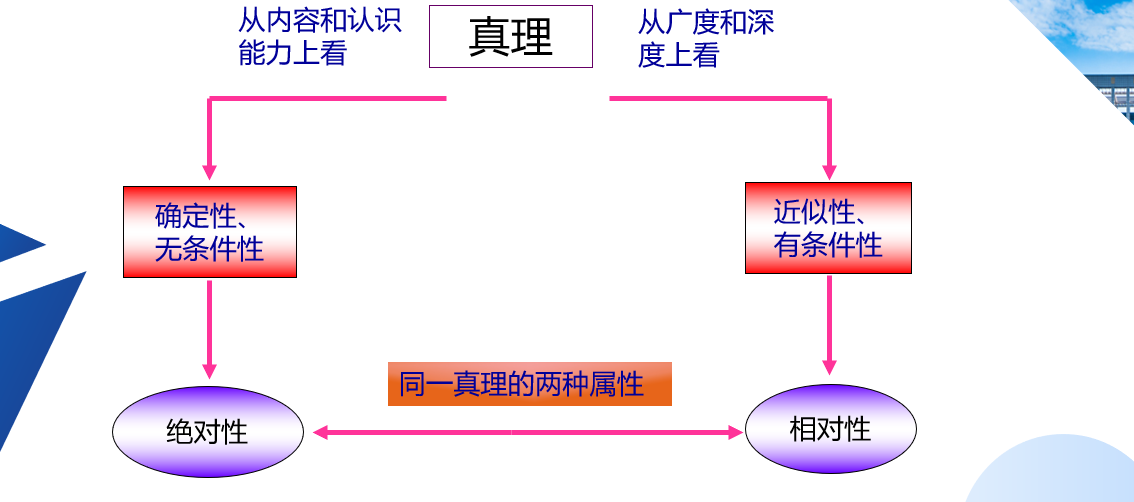 从内容和认识
能力上看
真理
从广度和深
度上看
确定性、
无条件性
近似性、
有条件性
同一真理的两种属性
绝对性
相对性